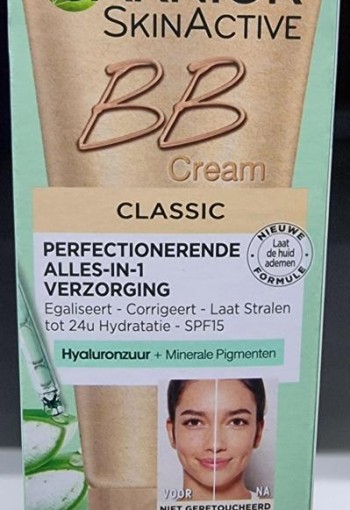 SKINACTIVE
BB
Cream
CLASSIC
PERFECTIONERENDE
ALLES-IN-1
VERZORGING
NIEUWE
Laat
de huid
ademen
FORMULE
Egaliseert - Corrigeert - Laat Stralen
tot 24u Hydratatie - SPF15
Hyaluronzuur + Minerale Pigmenten
VOOR NA
NIET GERETOUCHEERD